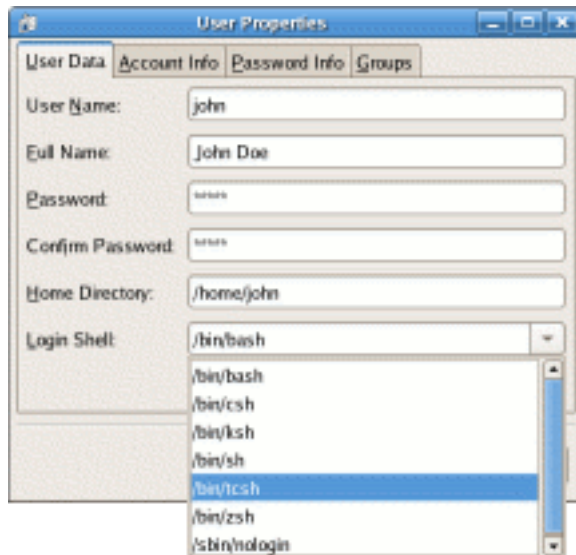 User Properties
User Data Account Info Password Info Groups
User Name: john
Full Name: John Doe
Password: *****
Confirm Password: *****
Home Directory: /home/john
Login Shell: /bin/bash
/bin/bash
/bin/csh
/bin/ksh
/bin/sh
/bin/tcsh
/bin/zsh
/sbin/nologin